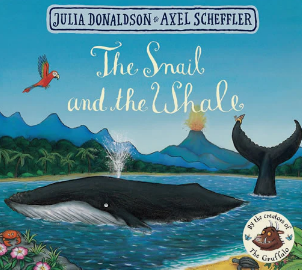 JULIA DONALDSON & AXEL SCHEFFLER
The Snail
and the Whale
By the creators of
The Gruffalo